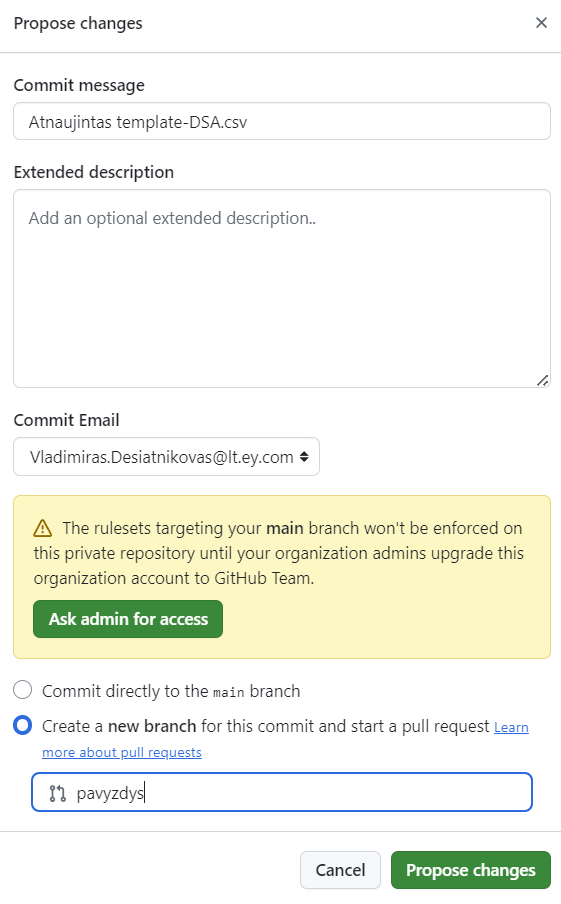 Propose changes
Commit message
Atnaujintas template-DSA.csv
Extended description
Add an optional extended description..
Commit Email
Vladimiras.Desiatnikovas@lt.ey.com
The rulesets targeting your main branch won't be enforced on
this private repository until your organization admins upgrade this
organization account to GitHub Team.
Ask admin for access
Commit directly to the main branch
Create a new branch for this commit and start a pull request Learn
more about pull requests
pavyzdys
Cancel Propose changes